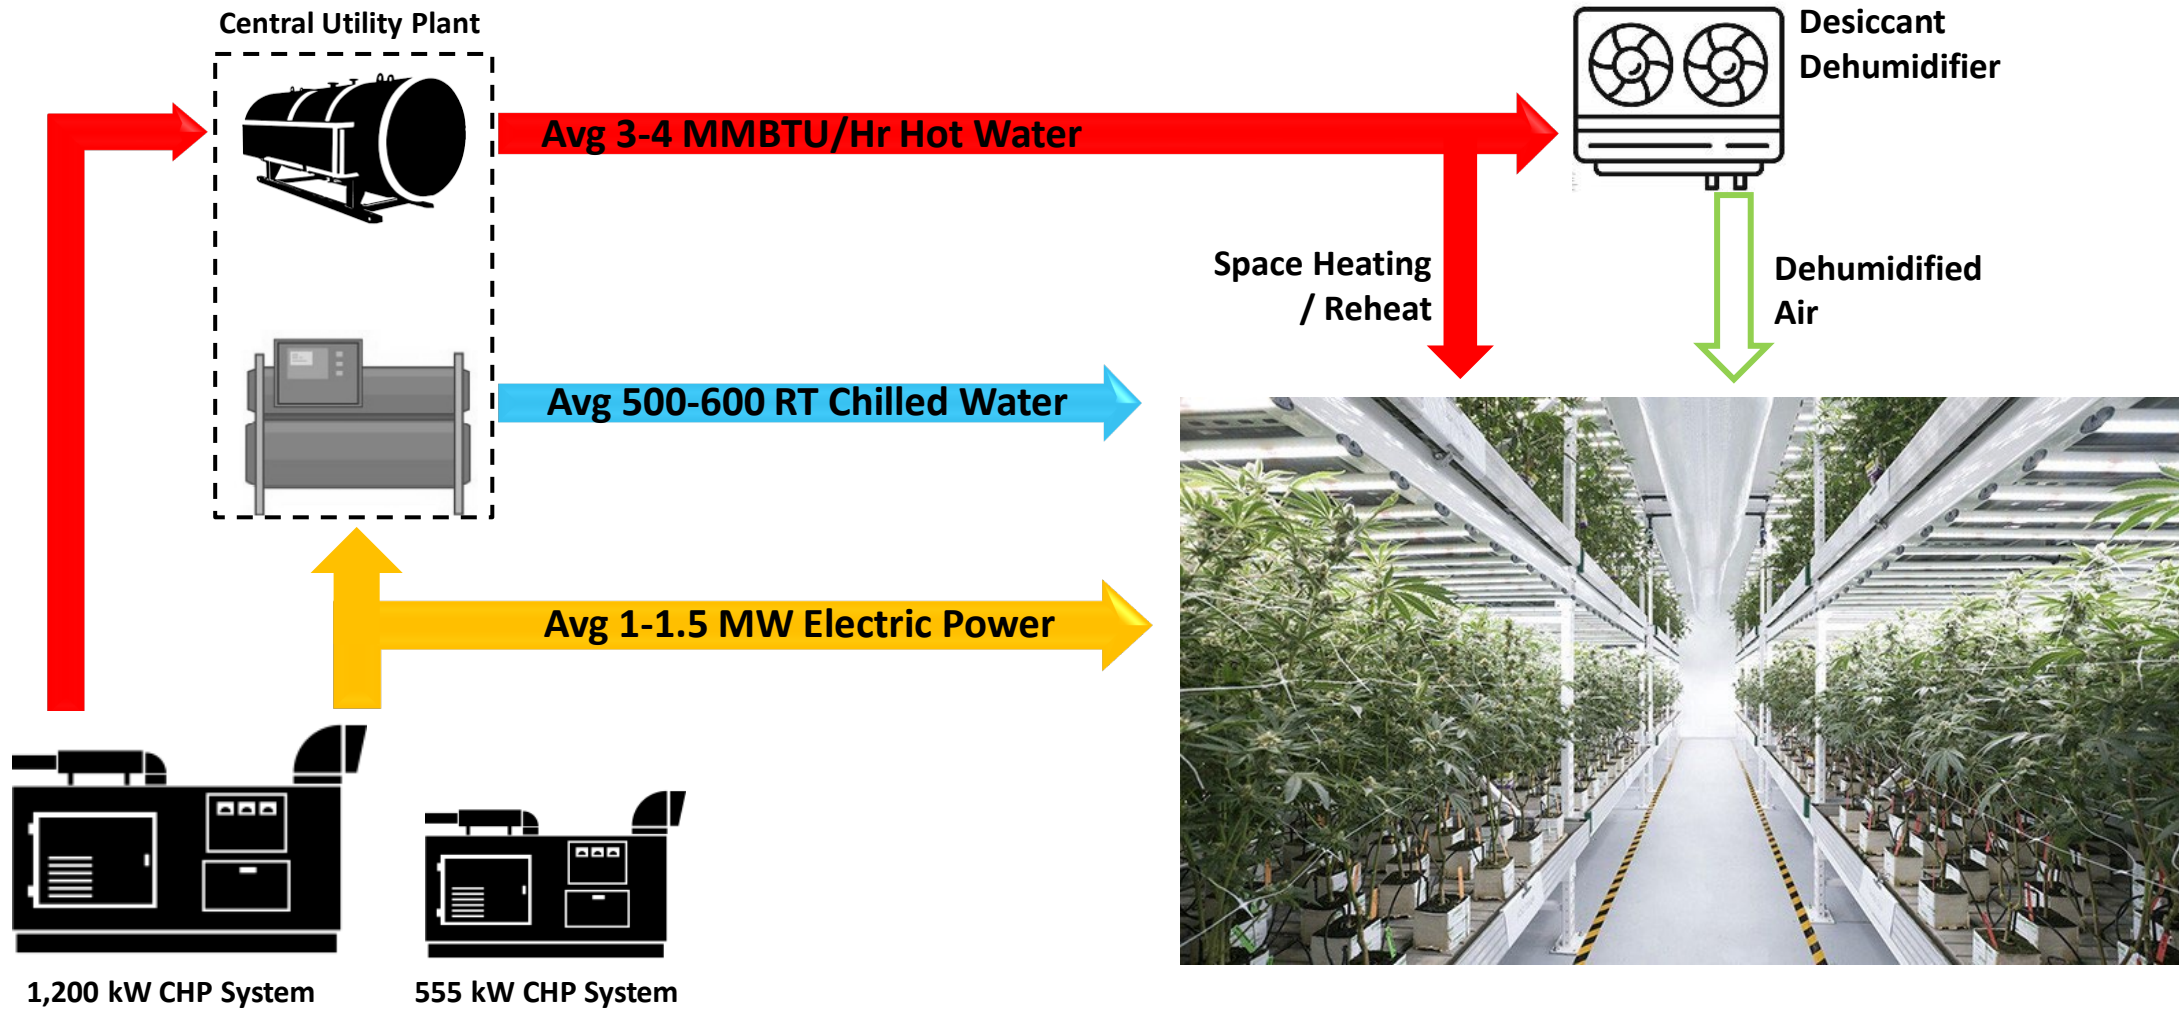 Central Utility Plant
Desiccant
Dehumidifier
Avg 3-4 MMBTU/Hr Hot Water
Space Heating
/ Reheat
Dehumidified
Air
Avg 500-600 RT Chilled Water
Avg 1-1.5 MW Electric Power
1,200 kW CHP System
555 kW CHP System